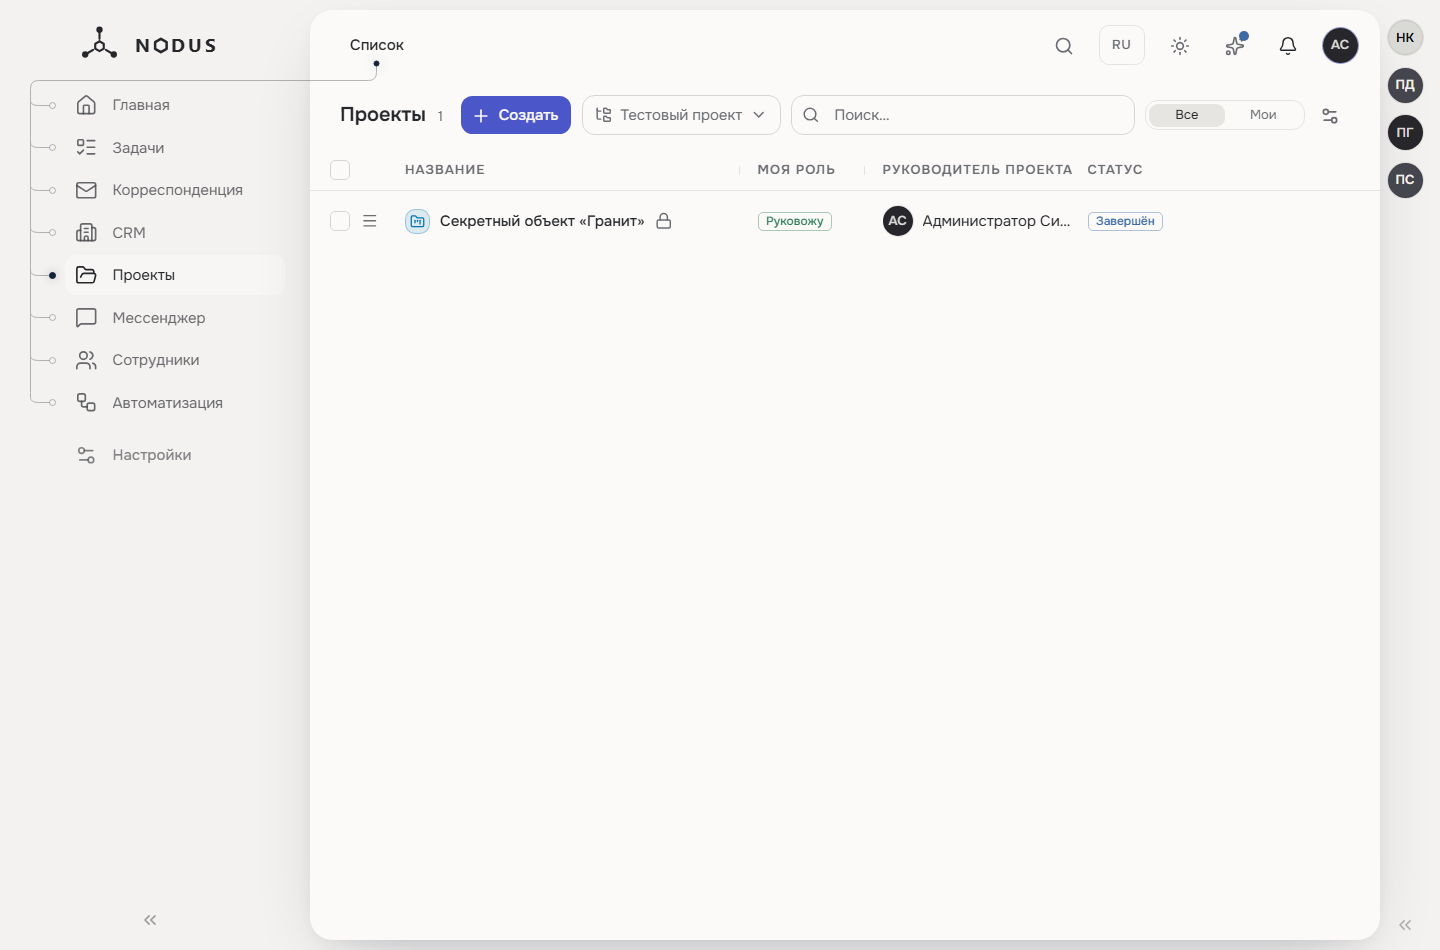 NODUS
Список
RU
АС
НК
ПД
ПГ
ПС
Главная
Задачи
Корреспонденция
CRM
Проекты
Мессенджер
Сотрудники
Автоматизация
Настройки
Проекты 1
Создать
Тестовый проект
Поиск...
Все
Мои
НАЗВАНИЕ
МОЯ РОЛЬ
РУКОВОДИТЕЛЬ ПРОЕКТА
СТАТУС
Секретный объект «Гранит»
Руковожу
АС
Администратор Си...
Завершён